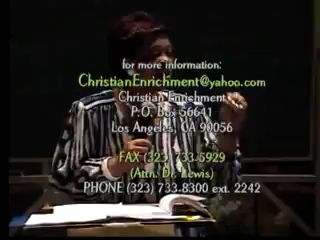 for more information:
ChristianEnrichment@yahoo.com
Christian Enrichment
P.O. Box 56641
Los Angeles, CA 90056
FAX (323) 733-5929
(Attn. Dr. Lewis)
PHONE (323) 733-8300 ext. 2242